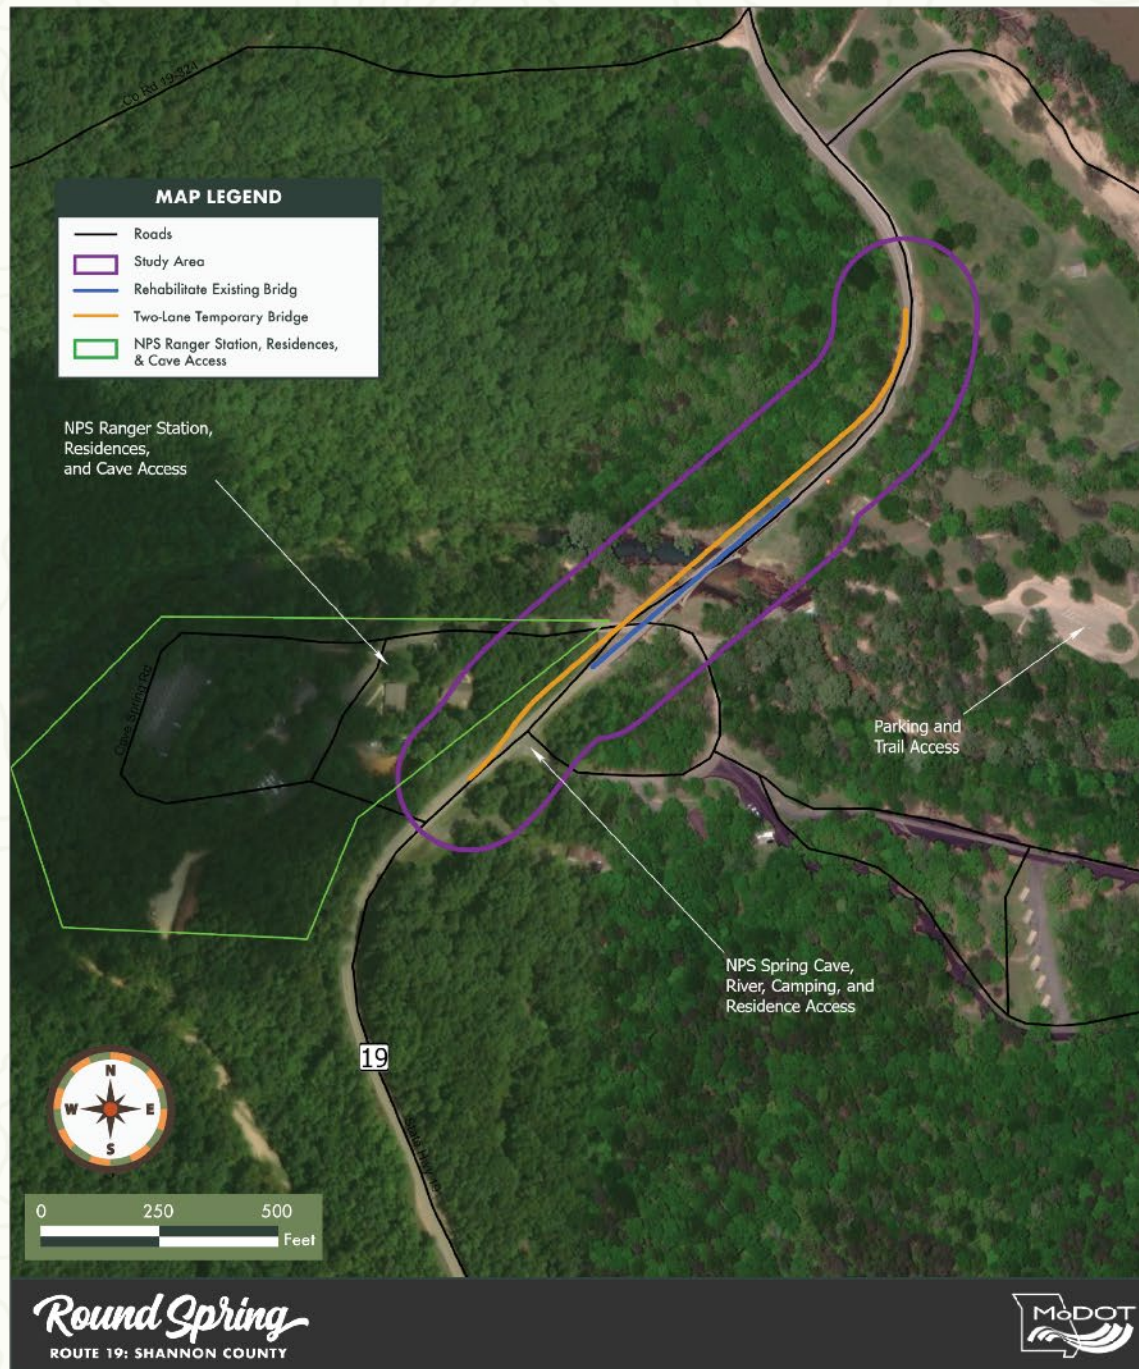 Co Rd 19-321
MAP LEGEND
Roads
Study Area
Rehabilitate Existing Bridg
Two-Lane Temporary Bridge
NPS Ranger Station, Residences,
& Cave Access
NPS Ranger Station,
Residences,
and Cave Access
Cave Spring Rd
Parking and
Trail Access
NPS Spring Cave,
River, Camping, and
Residence Access
19
State Hwy 19
N
W E
S
0 250 500
Feet
Round Spring
ROUTE 19: SHANNON COUNTY
MoDOT